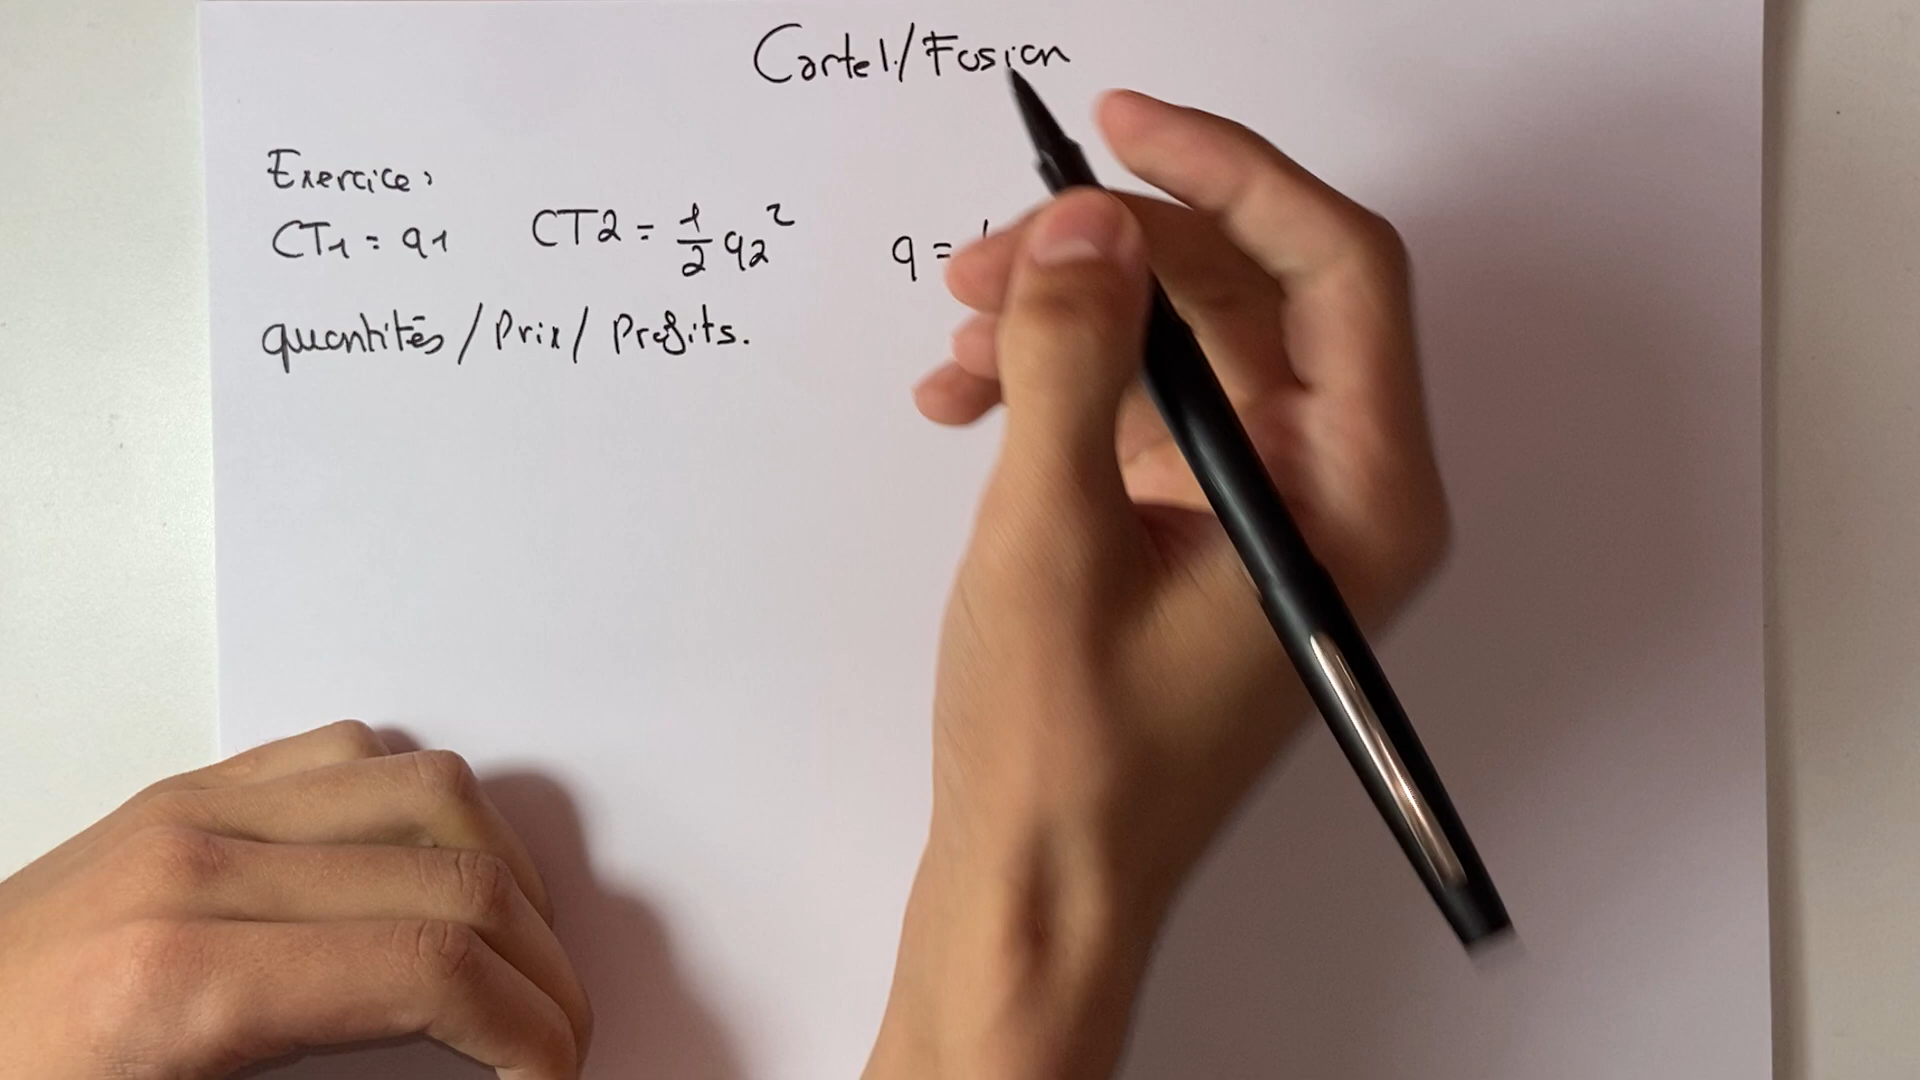 Cartel/Fusion
Exercice:
CT1 = q1 CT2 = 1/2 q2² q =
quantités/Prix/Profits.